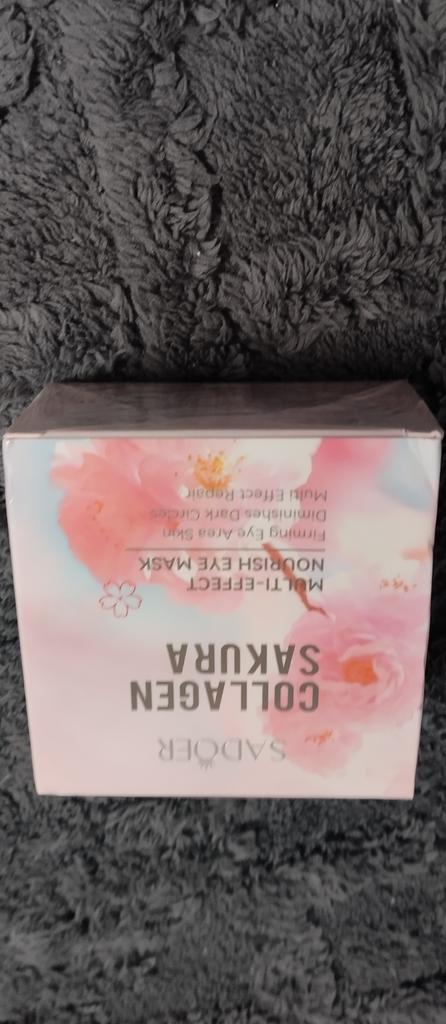 SADOER
COLLAGEN
SAKURA
MULTI-EFFECT
NOURISH EYE MASK
Firming Eye Area Skin
Diminishes Dark Circles
Multi Effect Repair